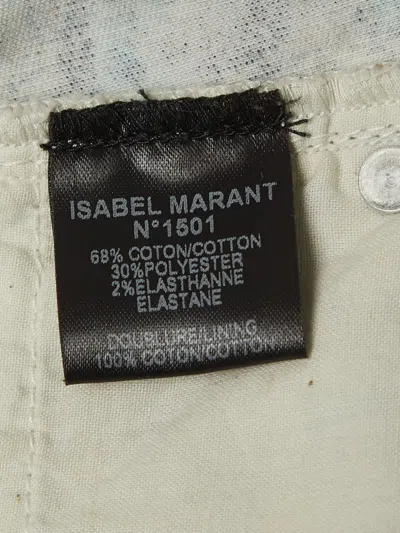 ISABEL MARANT
N°1501
68% COTON/COTTON
30%POLYESTER
2%ELASTHANNE
ELASTANE
DOUBLURE/LINING
100% COTON/COTTON